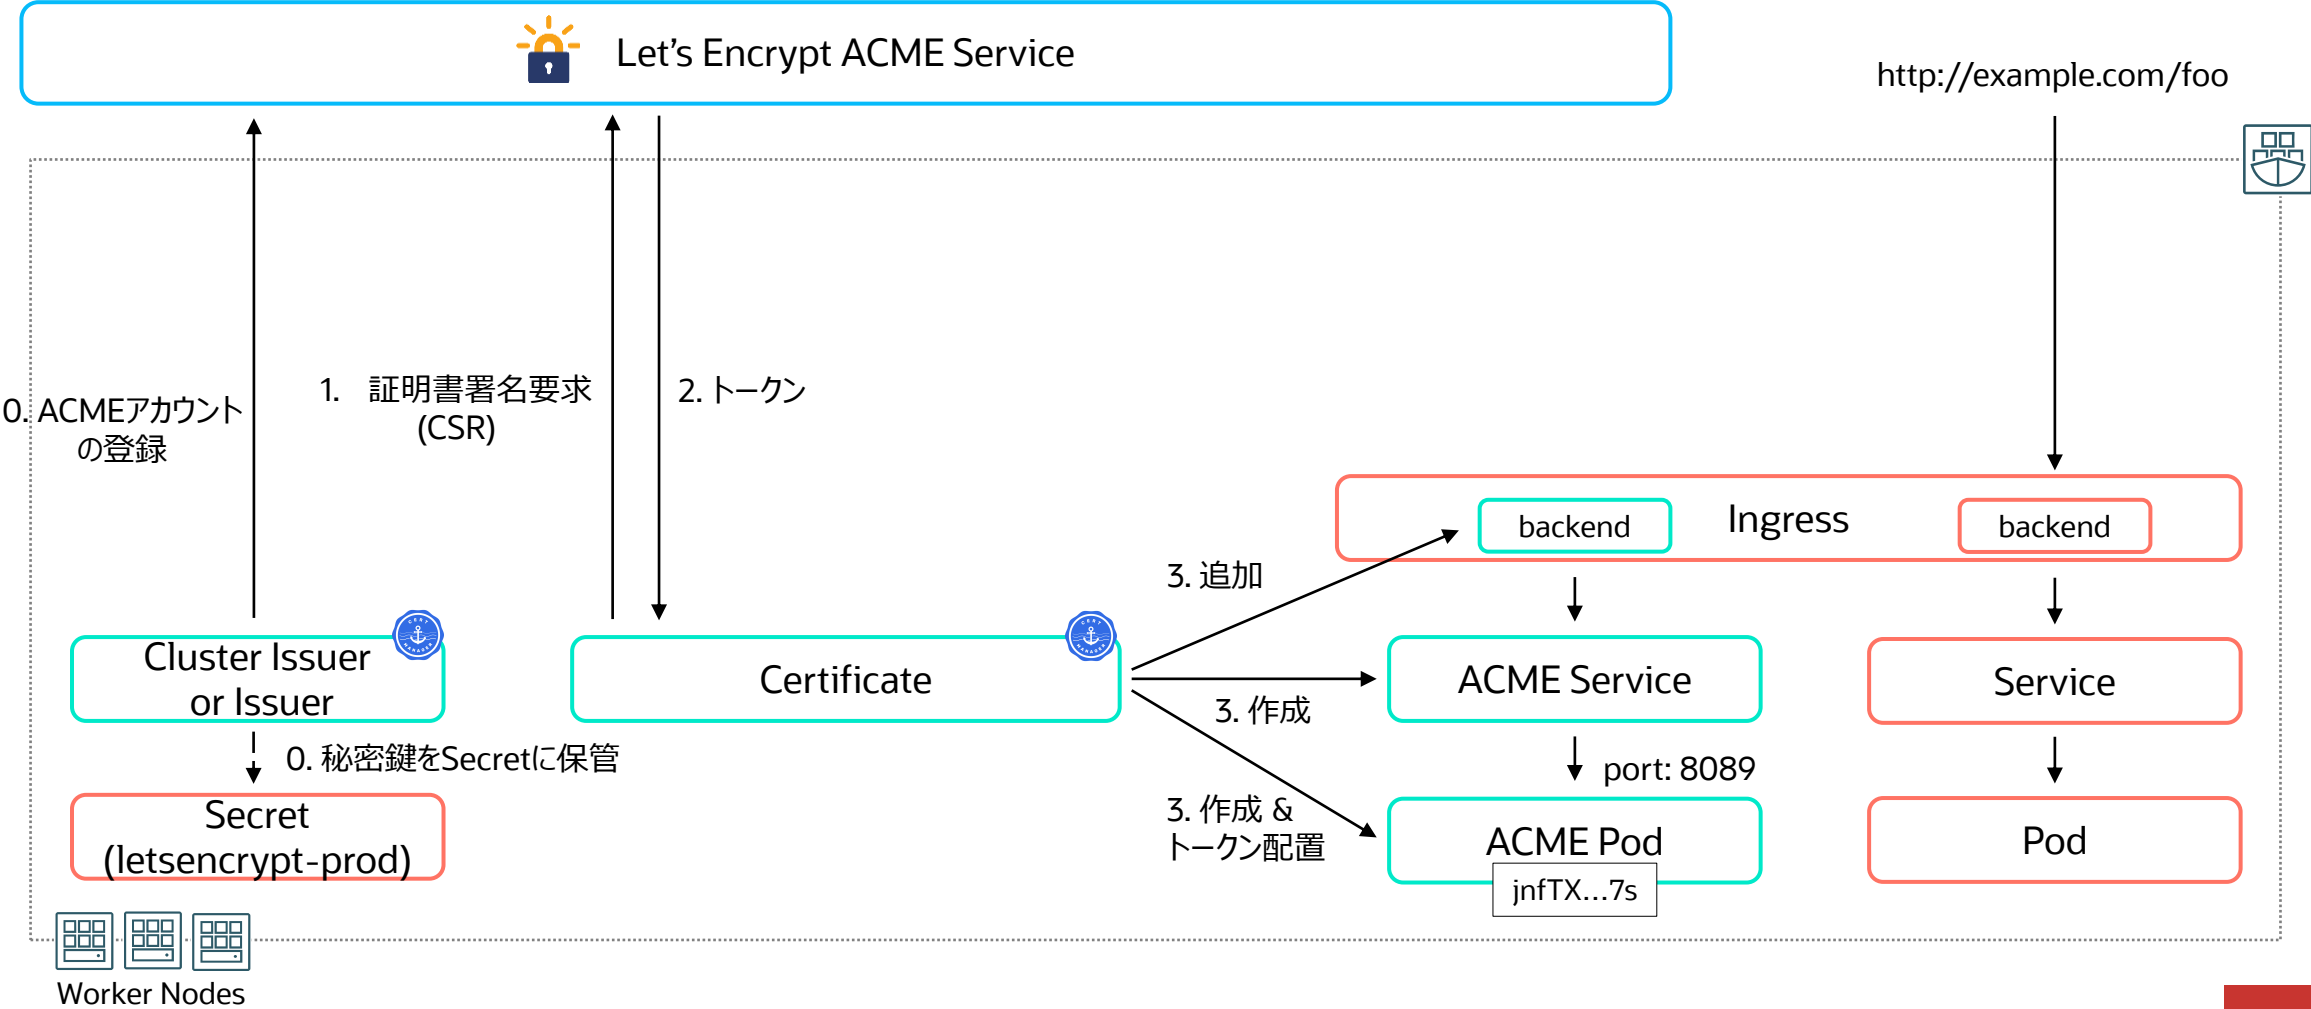 Let’s Encrypt ACME Service
http://example.com/foo
0. ACMEアカウント
の登録
1. 証明書署名要求
(CSR)
2. トークン
Ingress
backend
backend
3. 追加
Cluster Issuer
or Issuer
CERT
MANAGER
Certificate
CERT
MANAGER
ACME Service
Service
3. 作成
0. 秘密鍵をSecretに保管
port: 8089
Secret
(letsencrypt-prod)
3. 作成 &
トークン配置
ACME Pod
jnfTX...7s
Pod
Worker Nodes